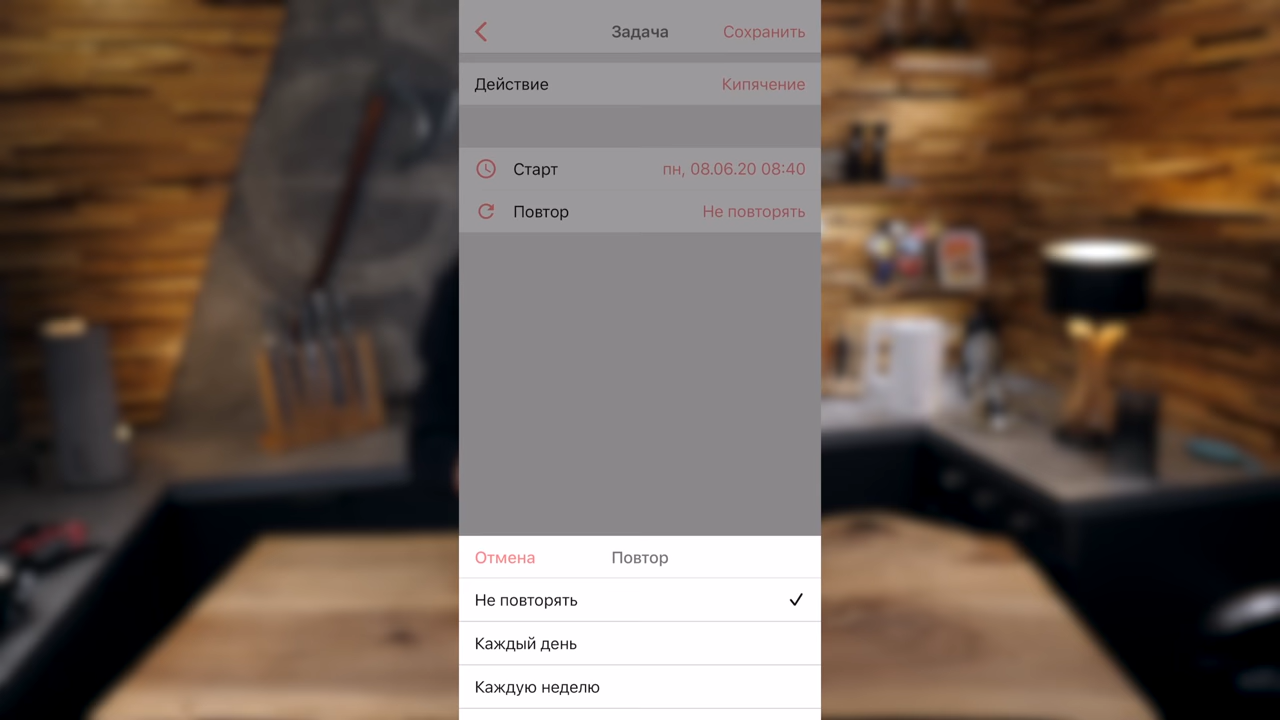 Задача
Сохранить
Действие
Кипячение
Старт
пн, 08.06.20 08:40
Повтор
Не повторять
Отмена
Повтор
Не повторять
Каждый день
Каждую неделю